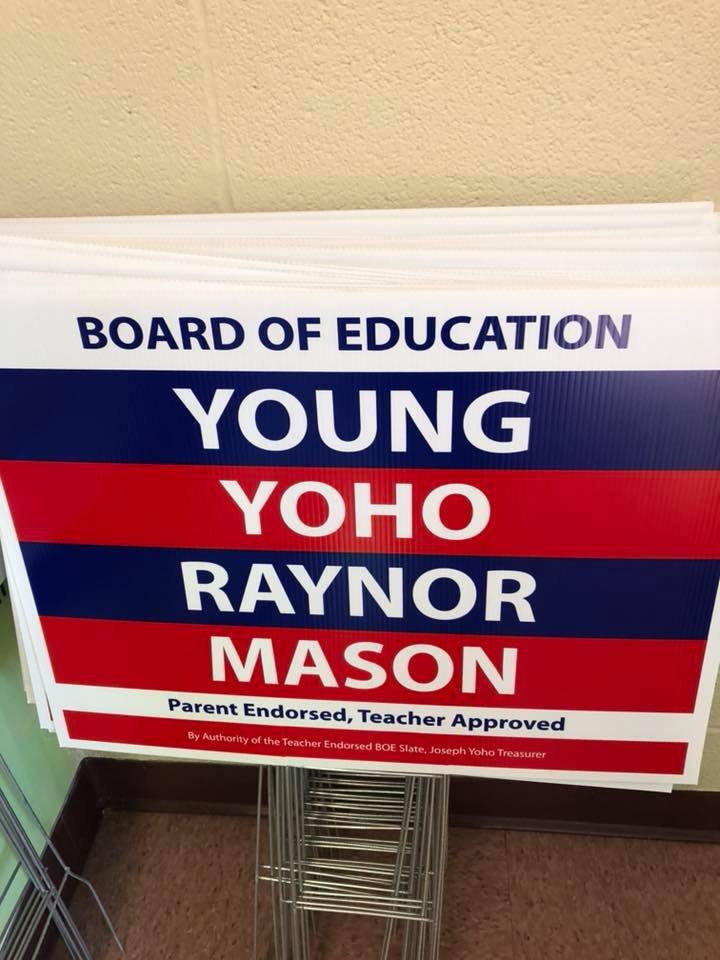 BOARD OF EDUCATION
YOUNG
YOHO
RAYNOR
MASON
Parent Endorsed, Teacher Approved
By Authority of the Teacher Endorsed BOE Slate, Joseph Yoho Treasurer